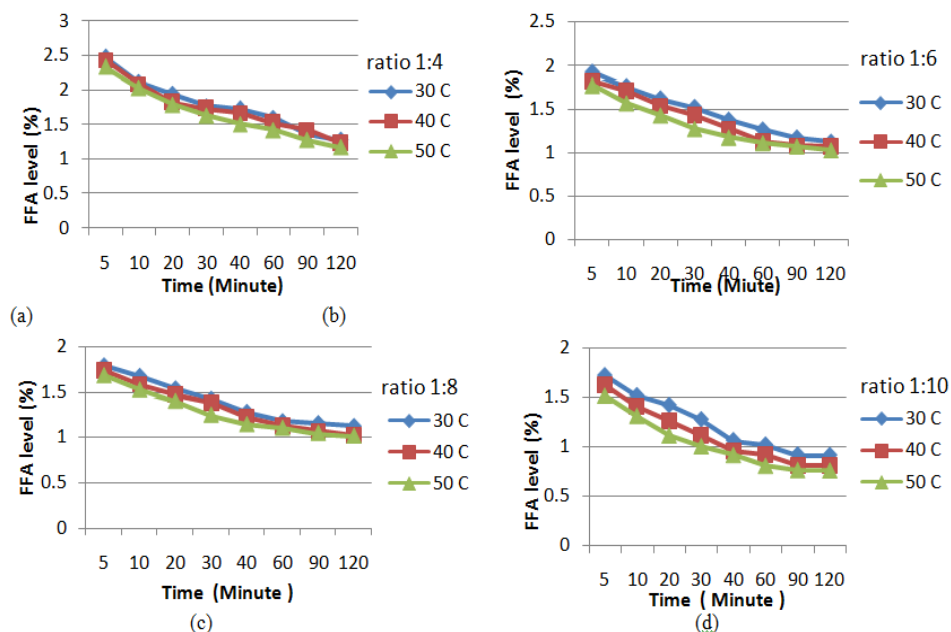 (a)
3
2.5
2
1.5
1
0.5
0
FFA level (%)
5 10 20 30 40 60 90 120
Time (Minute)
ratio 1:4
30 C
40 C
50 C
(b)
2.5
2
1.5
1
0.5
0
FFA level (%)
5 10 20 30 40 60 90 120
Time (Miute)
ratio 1:6
30 C
40 C
50 C
2
1.5
1
0.5
0
FFA level (%)
5 10 20 30 40 60 90 120
Time (Minute )
ratio 1:8
30 C
40 C
50 C
(c)
2
1.5
1
0.5
0
FFA level (%)
5 10 20 30 40 60 90 120
Time ( Minute )
ratio 1:10
30 C
40 C
50 C
(d)